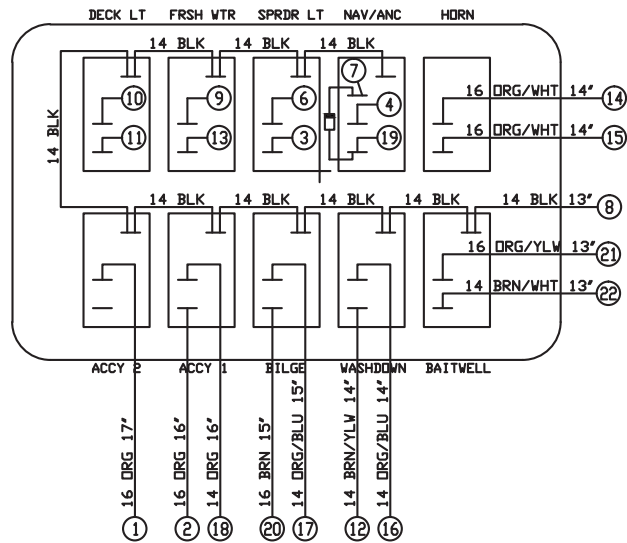 DECK LT FRSH WTR SPRDR LT NAV/ANC HORN
14 BLK 14 BLK 14 BLK
7
10 9 6 4 16 ORG/WHT 14" 14
14 BLK
11 13 3 19 16 ORG/WHT 14" 15
14 BLK 14 BLK 14 BLK 14 BLK 14 BLK 13" 8
16 ORG/YLW 13" 21
14 BRN/WHT 13" 22
ACCY 2 ACCY 1 BILGE WASHDOWN BAITWELL
16 ORG 17"
16 ORG 16"
14 ORG 16"
16 BRN 15"
14 ORG/BLU 15"
14 BRN/YLW 14"
14 ORG/BLU 14"
1 2 18 20 17 12 16